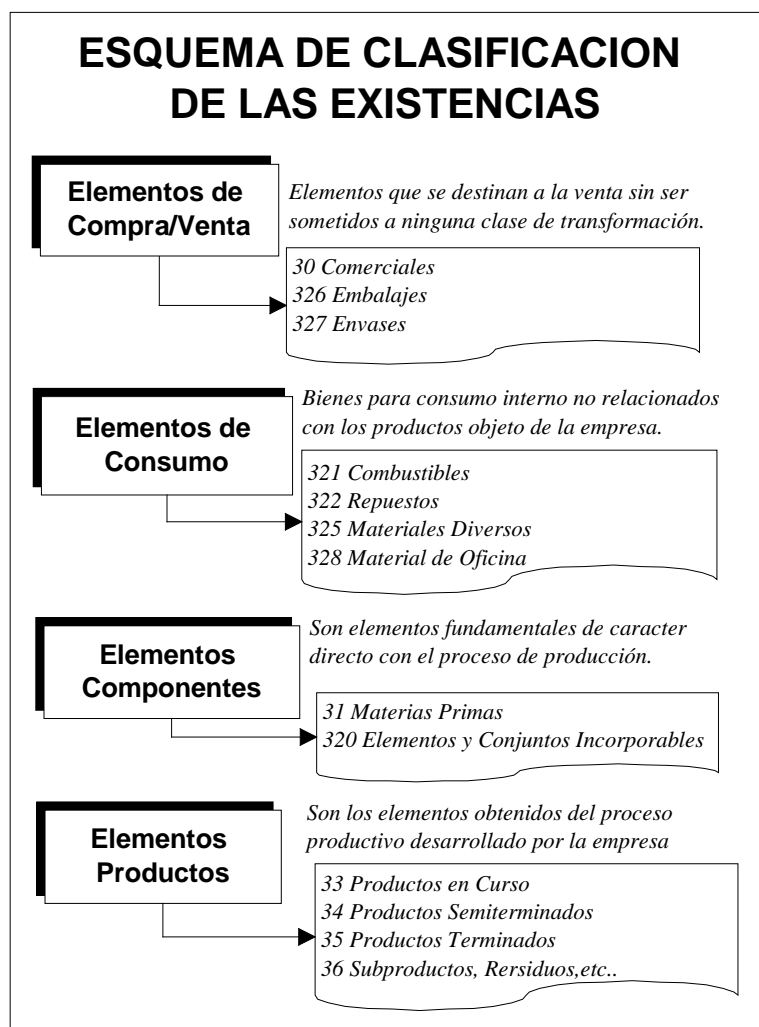 ESQUEMA DE CLASIFICACION
DE LAS EXISTENCIAS
Elementos de
Compra/Venta
Elementos que se destinan a la venta sin ser
sometidos a ninguna clase de transformación.
30 Comerciales
326 Embalajes
327 Envases
Elementos de
Consumo
Bienes para consumo interno no relacionados
con los productos objeto de la empresa.
321 Combustibles
322 Repuestos
325 Materiales Diversos
328 Material de Oficina
Elementos
Componentes
Son elementos fundamentales de caracter
directo con el proceso de producción.
31 Materias Primas
320 Elementos y Conjuntos Incorporables
Elementos
Productos
Son los elementos obtenidos del proceso
productivo desarrollado por la empresa
33 Productos en Curso
34 Productos Semiterminados
35 Productos Terminados
36 Subproductos, Rersiduos,etc..